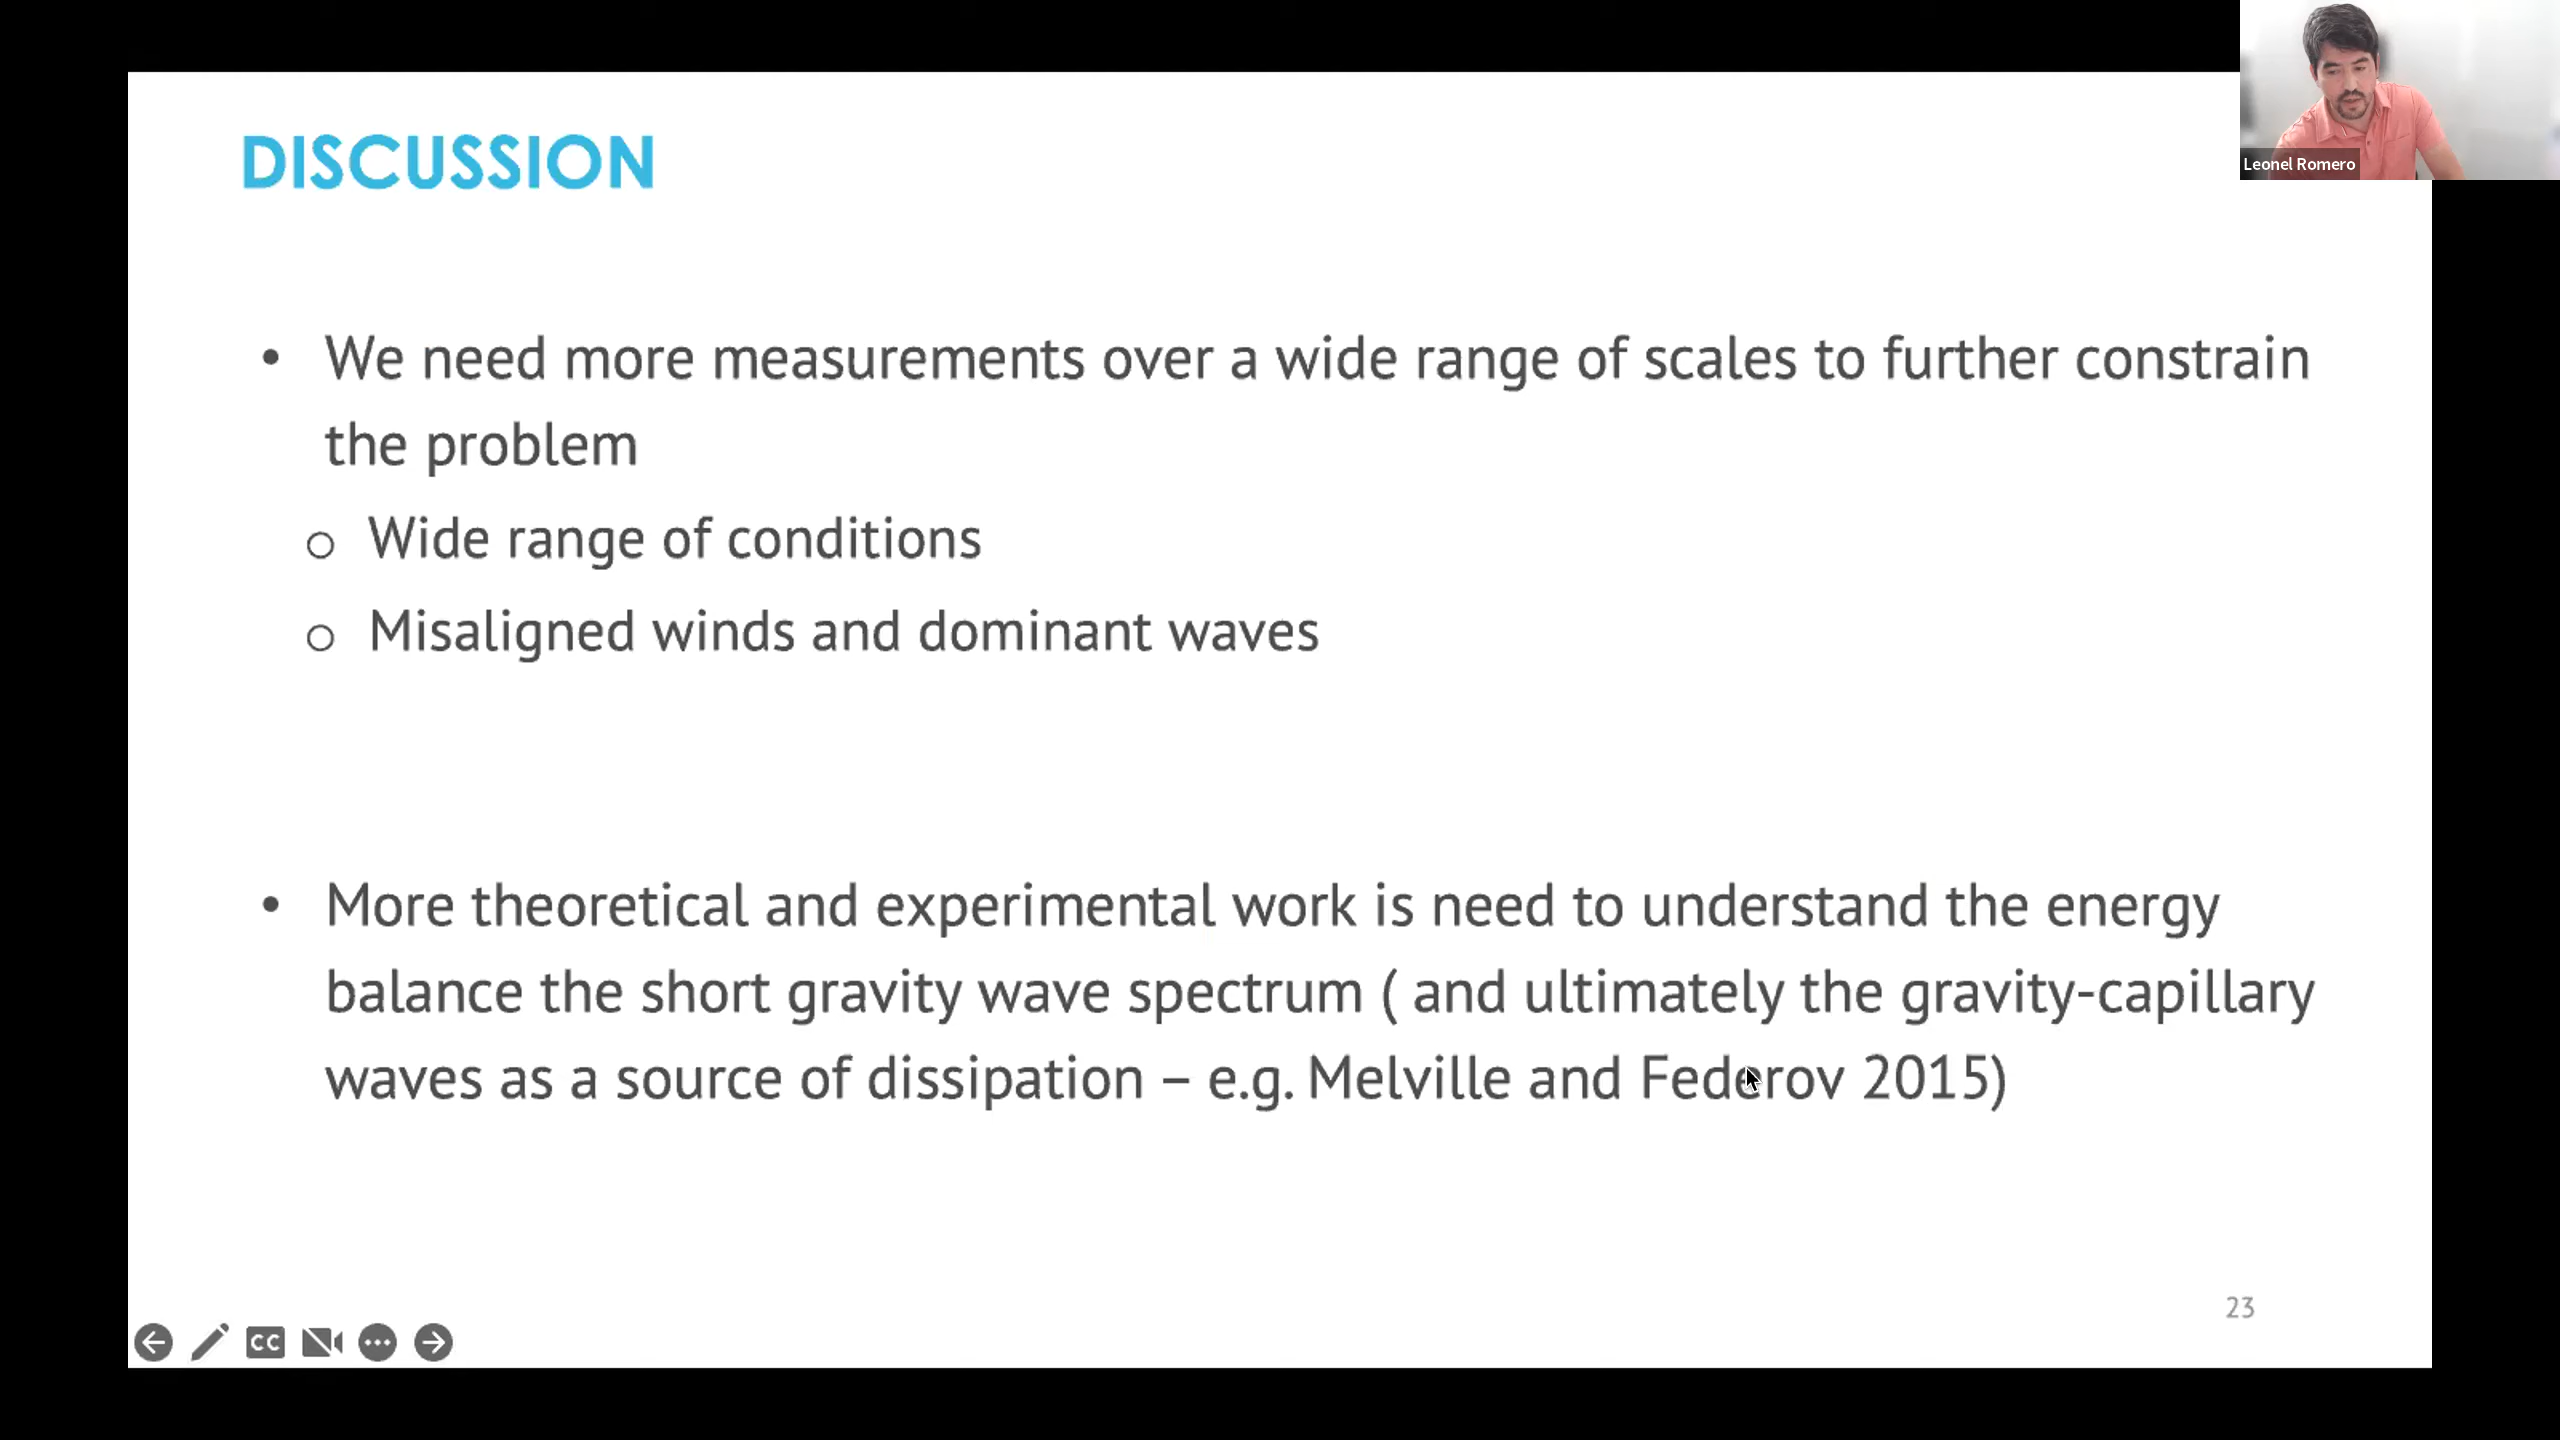 DISCUSSION
• We need more measurements over a wide range of scales to further constrain
the problem
o Wide range of conditions
o Misaligned winds and dominant waves
• More theoretical and experimental work is need to understand the energy
balance the short gravity wave spectrum ( and ultimately the gravity-capillary
waves as a source of dissipation – e.g. Melville and Federov 2015)
23
CC
Leonel Romero